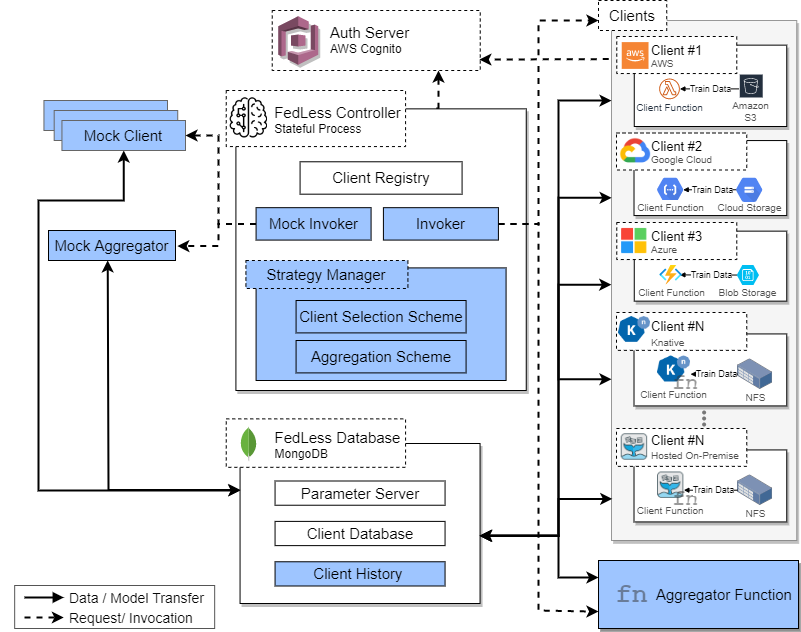 Auth Server
AWS Cognito
Clients
Client #1
AWS
aws
Train Data
Client Function
Amazon
S3
FedLess Controller
Stateful Process
Mock Client
Client Registry
Mock Invoker
Invoker
Mock Aggregator
Strategy Manager
Client Selection Scheme
Aggregation Scheme
Client #2
Google Cloud
Train Data
Client Function
Cloud Storage
Client #3
Azure
Train Data
Client Function
Blob Storage
Client #N
Knative
K
n
K
n
fn
Train Data
Client Function
NFS
Client #N
Hosted On-Premise
fn
Train Data
Client Function
NFS
FedLess Database
MongoDB
Parameter Server
Client Database
Client History
fn
Aggregator Function
Data / Model Transfer
Request/ Invocation